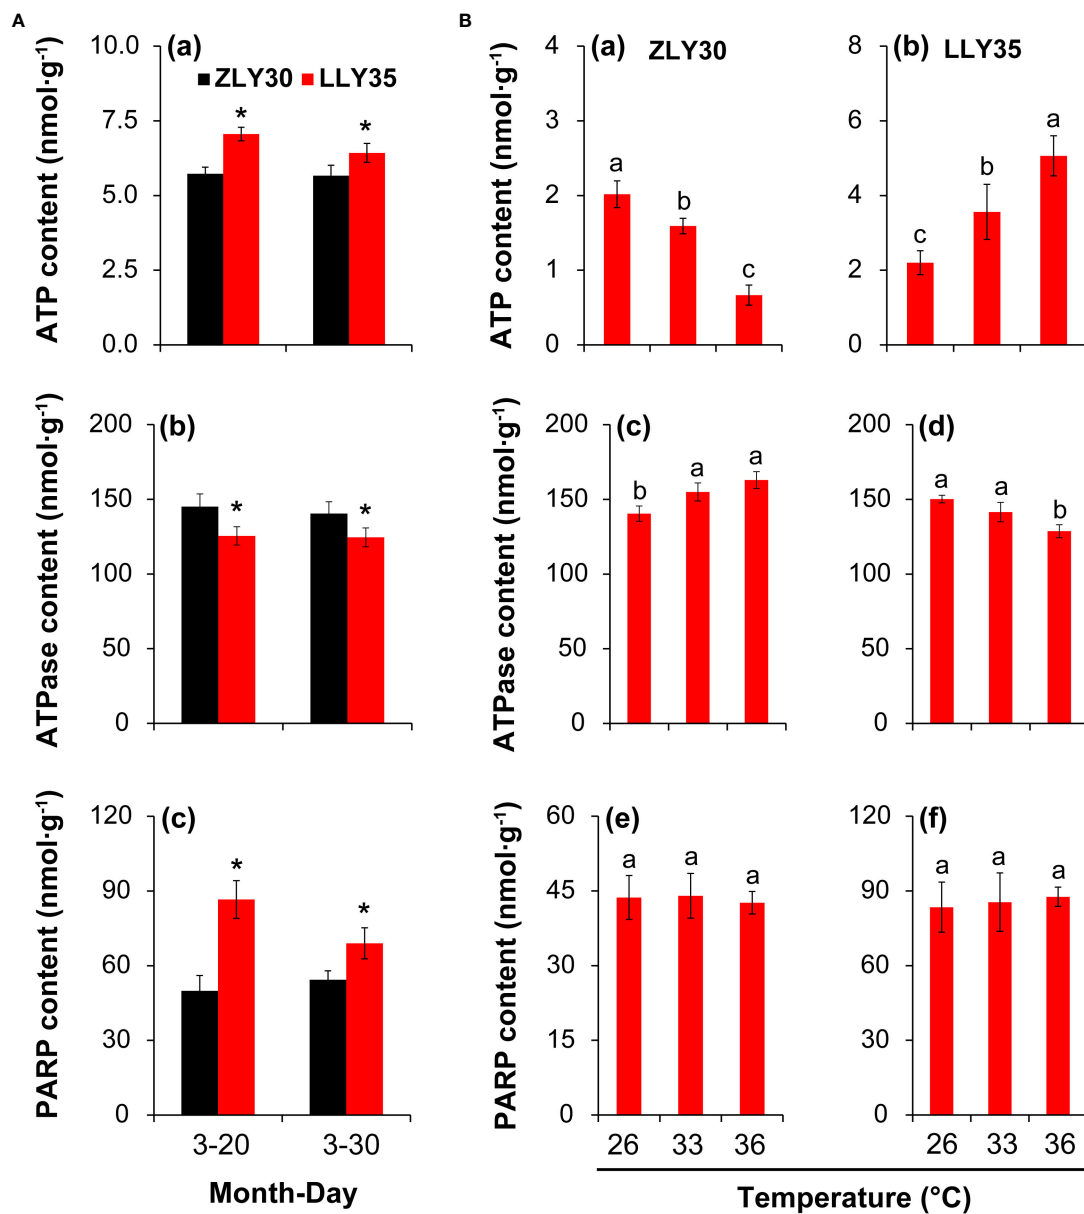 A
ATP content (nmol·g-1)
10.0
7.5
5.0
2.5
0.0
(a)
ZLY30 LLY35
* *
ATPase content (nmol·g-1)
200
150
100
50
0
(b)
* *
PARP content (nmol·g-1)
120
90
60
30
0
(c)
* *
3-20 3-30
Month-Day
B
ATP content (nmol·g-1)
4
3
2
1
0
(a) ZLY30
a b c
8
6
4
2
0
(b) LLY35
c b a
ATPase content (nmol·g-1)
200
150
100
50
0
(c)
b a a
200
150
100
50
0
(d)
a a b
PARP content (nmol·g-1)
60
45
30
15
0
(e)
a a a
26 33 36
120
90
60
30
0
(f)
a a a
26 33 36
Temperature (°C)